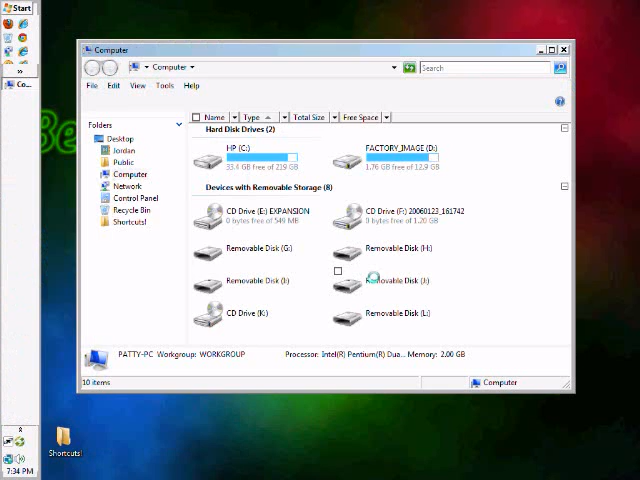 Start
»
Co...
Be
Computer
Computer
Search
File Edit View Tools Help
Name Type Total Size Free Space
Folders
Desktop
Jordan
Public
Computer
Network
Control Panel
Recycle Bin
Shortcuts!
Hard Disk Drives (2)
HP (C:)
33.4 GB free of 219 GB
FACTORY_IMAGE (D:)
1.76 GB free of 12.9 GB
Devices with Removable Storage (8)
CD Drive (E:) EXPANSION
0 bytes free of 549 MB
CD Drive (F:) 20060123_161742
0 bytes free of 1.20 GB
Removable Disk (G:)
Removable Disk (H:)
Removable Disk (I:)
Removable Disk (J:)
CD Drive (K:)
Removable Disk (L:)
PATTY-PC Workgroup: WORKGROUP Processor: Intel(R) Pentium(R) Dua... Memory: 2.00 GB
10 items
Computer
Shortcuts!
7:34 PM